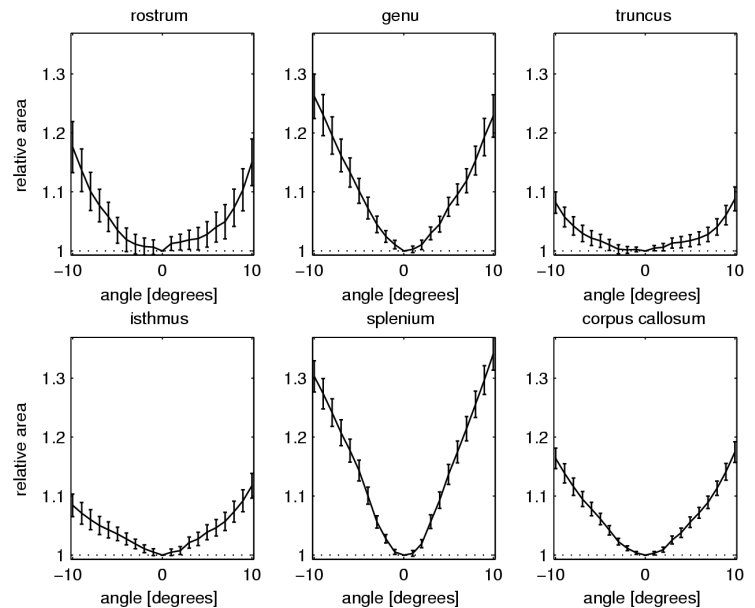 rostrum genu truncus
1.3 1.3 1.3
1.2 1.2 1.2
relative area
1.1 1.1 1.1
1 1 1
−10 0 10 −10 0 10 −10 0 10
angle [degrees] angle [degrees] angle [degrees]
isthmus splenium corpus callosum
1.3 1.3 1.3
1.2 1.2 1.2
relative area
1.1 1.1 1.1
1 1 1
−10 0 10 −10 0 10 −10 0 10
angle [degrees] angle [degrees] angle [degrees]